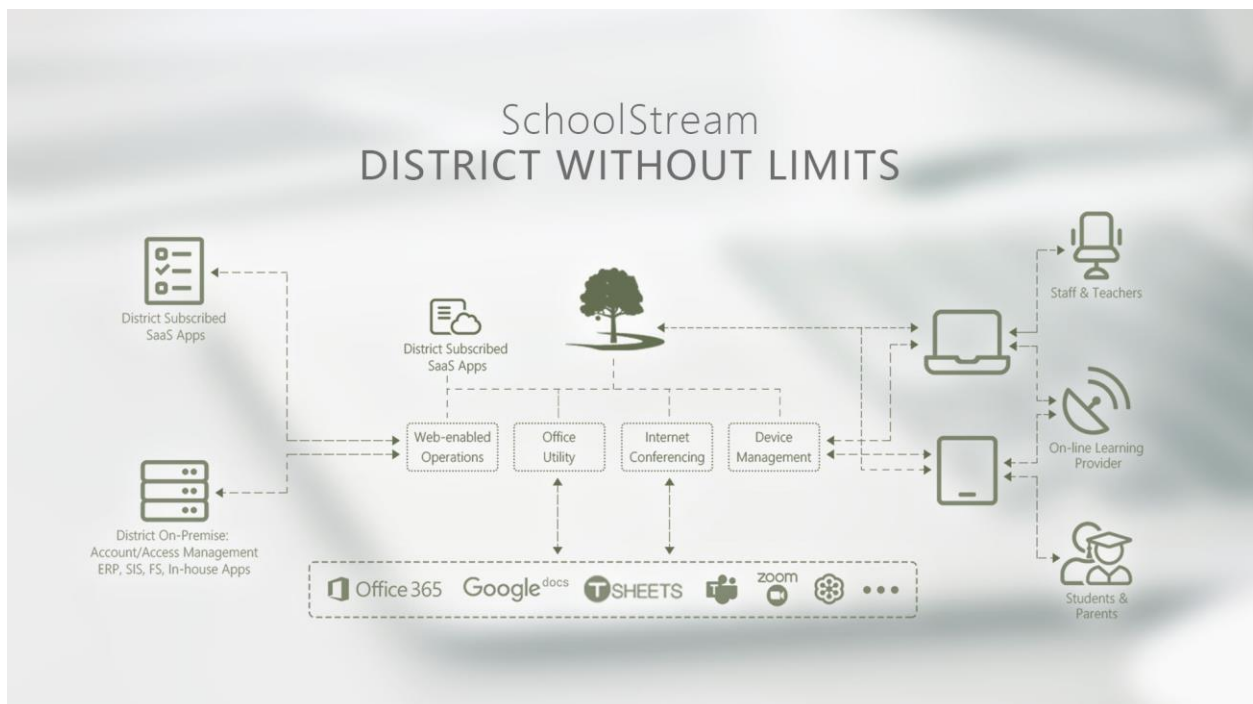 SchoolStream
DISTRICT WITHOUT LIMITS
District Subscribed
SaaS Apps
District Subscribed
SaaS Apps
Staff & Teachers
Web-enabled
Operations
Office
Utility
Internet
Conferencing
Device
Management
On-line Learning
Provider
District On-Premise:
Account/Access Management
ERP, SIS, FS, In-house Apps
Office 365
Google docs
TSHEETS
T
zoom
Students &
Parents